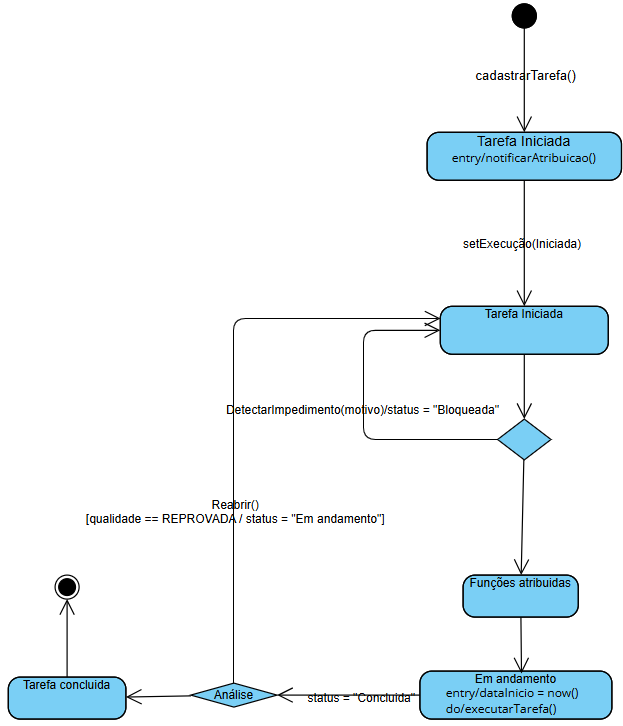 cadastrarTarefa()
Tarefa Iniciada
entry/notificarAtribuicao()
setExecução(Iniciada)
Tarefa Iniciada
DetectarImpedimento(motivo)/status = "Bloqueada"
Reabrir()
[qualidade == REPROVADA / status = "Em andamento"]
Funções atribuidas
Em andamento
entry/dataInicio = now()
do/executarTarefa()
status = "Concluída"
Análise
Tarefa concluida